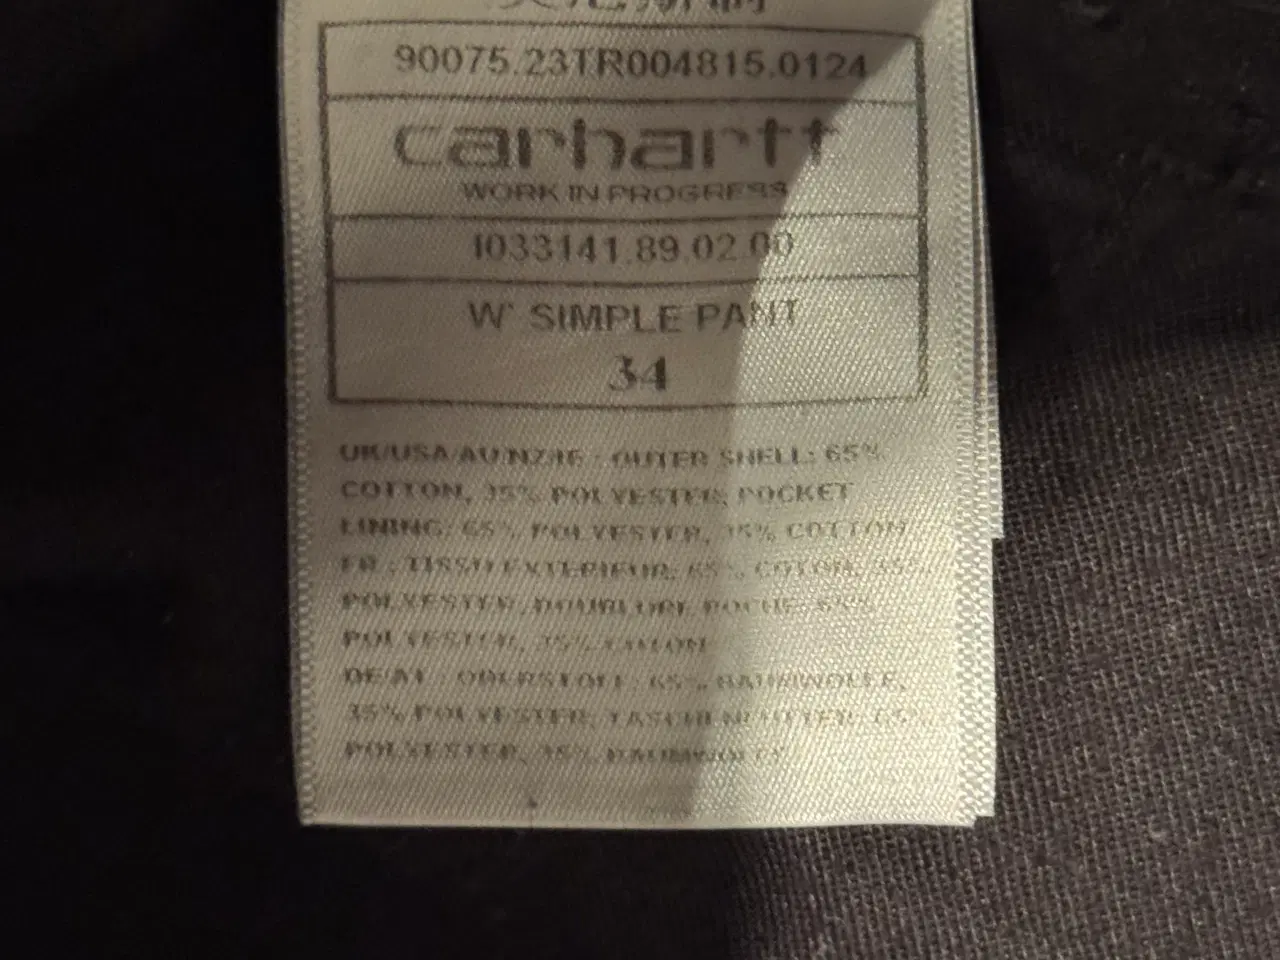 90075.23TR004815.0124
carhartt
WORK IN PROGRESS
I033141.89.02.00
W' SIMPLE PANT
34
UK/USA/AU/NZ/IE : OUTER SHELL: 65%
COTTON, 35% POLYESTER; POCKET
LINING: 65% POLYESTER, 35% COTTON
FR : TISSU EXTERIEUR: 65% COTON, 35%
POLYESTER; DOUBLURE POCHE: 65%
POLYESTER, 35% COTON
DE/AT : OBERSTOFF: 65% BAUMWOLLE,
35% POLYESTER; TASCHENFUTTER: 65%
POLYESTER, 35% BAUMWOLLE